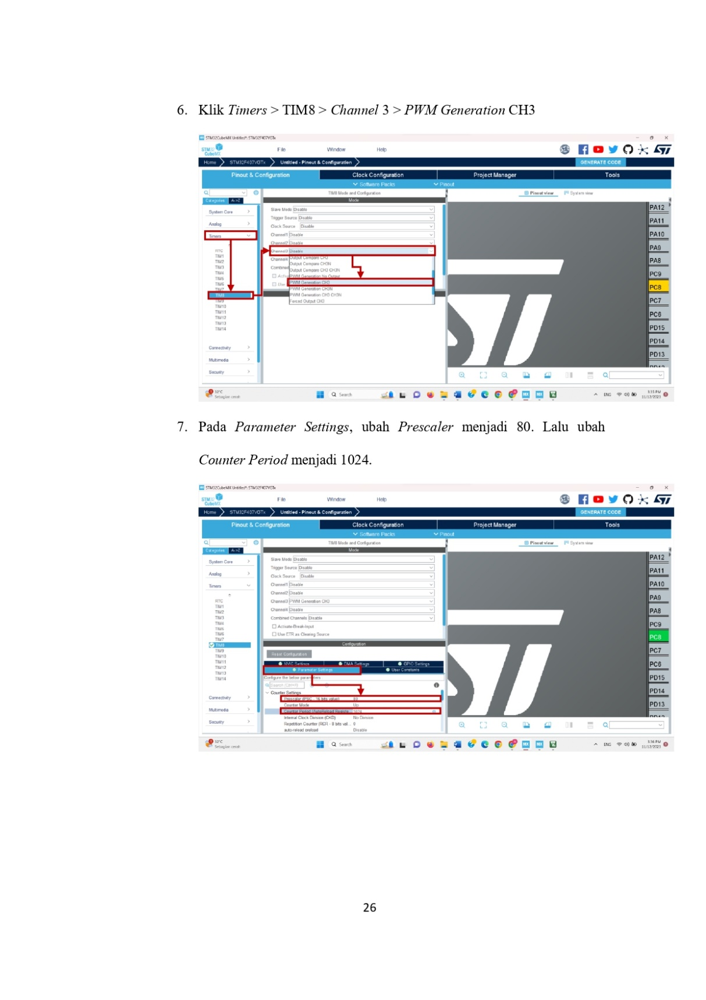 6. Klik Timers > TIM8 > Channel 3 > PWM Generation CH3
STM32CubeMX Untitled*: STM32F407VGTx
STM32 CubeMX
File Window Help
Home STM32F407VGTx Untitled - Pinout & Configuration GENERATE CODE
Pinout & Configuration Clock Configuration Project Manager Tools
Software Packs Pinout
TIM8 Mode and Configuration Pinout view System view
Categories A->Z Mode
System Core
Analog
Timers
RTC
TIM1
TIM2
TIM3
TIM4
TIM5
TIM6
TIM7
TIM8
TIM9
TIM10
TIM11
TIM12
TIM13
TIM14
Connectivity
Multimedia
Security
Slave Mode Disable
Trigger Source Disable
Clock Source Disable
Channel1 Disable
Channel2 Disable
Channel3 Disable
Channel4
Combined
Output Compare CH3
Output Compare CH3N
Output Compare CH3 CH3N
PWM Generation No Output
PWM Generation CH3
PWM Generation CH3N
PWM Generation CH3 CH3N
Forced Output CH3
PA12
PA11
PA10
PA9
PA8
PC9
PC8
PC7
PC6
PD15
PD14
PD13
32°C
Sebagian cerah
Search
ENG
3:35 PM
11/12/2023
7. Pada Parameter Settings, ubah Prescaler menjadi 80. Lalu ubah
Counter Period menjadi 1024.
STM32CubeMX Untitled*: STM32F407VGTx
STM32 CubeMX
File Window Help
Home STM32F407VGTx Untitled - Pinout & Configuration GENERATE CODE
Pinout & Configuration Clock Configuration Project Manager Tools
Software Packs Pinout
TIM8 Mode and Configuration Pinout view System view
Categories A->Z Mode
System Core
Analog
Timers
RTC
TIM1
TIM2
TIM3
TIM4
TIM5
TIM6
TIM7
TIM8
TIM9
TIM10
TIM11
TIM12
TIM13
TIM14
Connectivity
Multimedia
Security
Slave Mode Disable
Trigger Source Disable
Clock Source Disable
Channel1 Disable
Channel2 Disable
Channel3 PWM Generation CH3
Channel4 Disable
Combined Channels Disable
Activate-Break-Input
Use ETR as Clearing Source
Configuration
Reset Configuration
NVIC Settings DMA Settings GPIO Settings
Parameter Settings User Constants
Configure the below parameters
Search (Ctrl+F)
Counter Settings
Prescaler (PSC - 16 bits value) 80
Counter Mode Up
Counter Period (AutoReload Registe... 1024
Internal Clock Division (CKD) No Division
Repetition Counter (RCR - 8 bits val... 0
auto-reload preload Disable
PA12
PA11
PA10
PA9
PA8
PC9
PC8
PC7
PC6
PD15
PD14
PD13
32°C
Sebagian cerah
Search
ENG
3:36 PM
11/12/2023
26